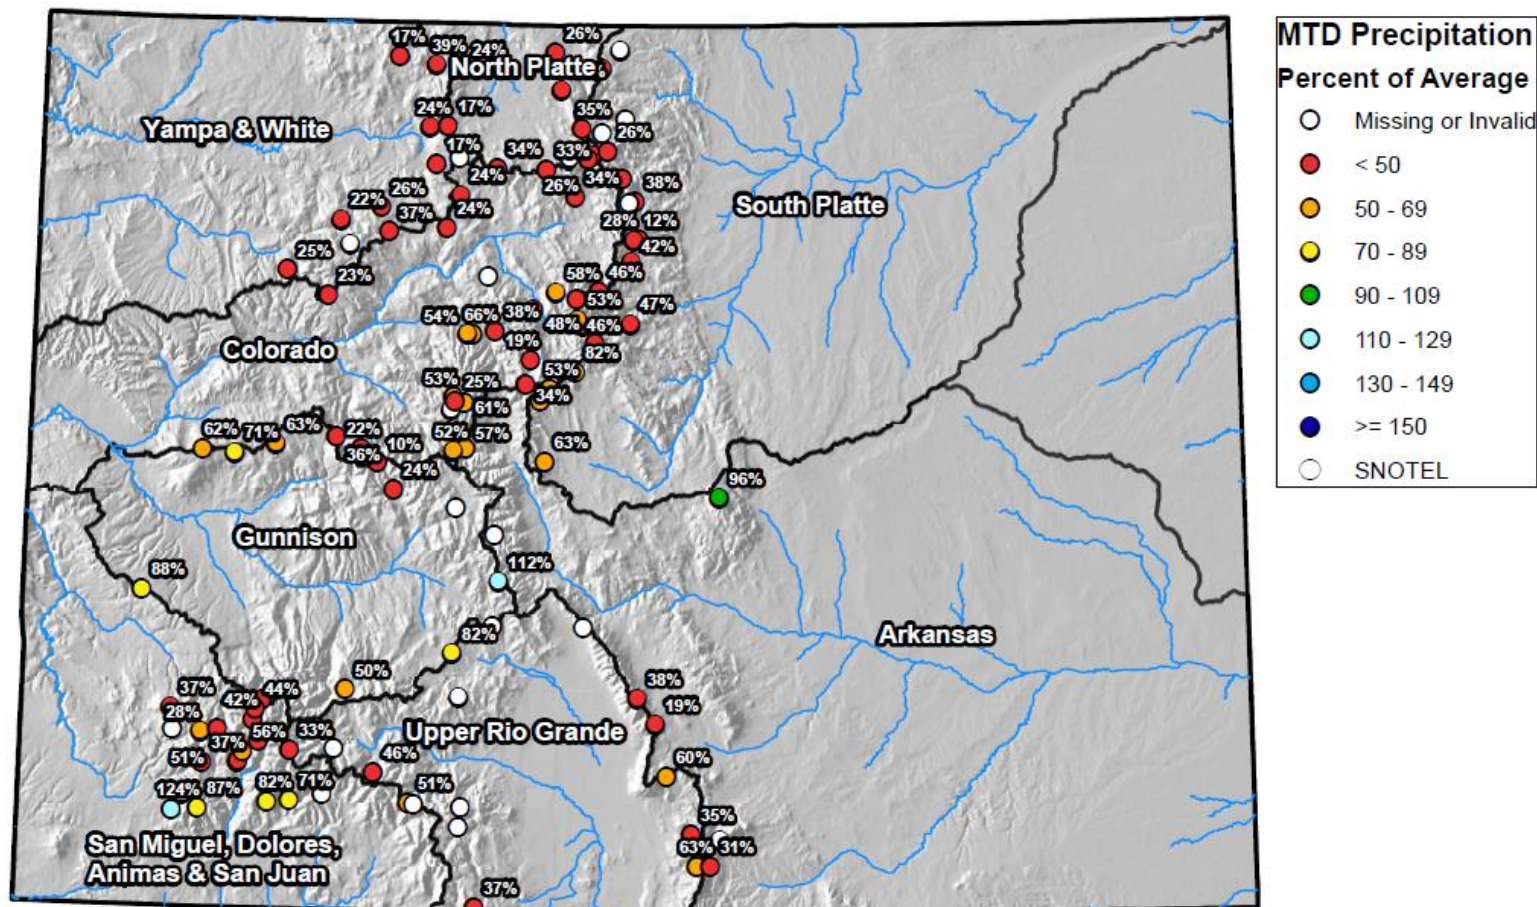 MTD Precipitation
Percent of Average
Missing or Invalid
< 50
50 - 69
70 - 89
90 - 109
110 - 129
130 - 149
>= 150
SNOTEL
17% 39% 24% 26%
North Platte
24% 17% 35%
Yampa & White
26%
17% 34% 33%
24% 26% 34%
22% 26% 38%
South Platte
37% 24% 28% 12%
42%
25% 23% 58% 46%
53% 47%
54% 66% 38% 48% 46%
19% 82%
Colorado
53% 25% 53%
61% 34%
62% 71% 63% 22% 10% 52% 57%
36% 24% 63%
96%
Gunnison
88% 112%
82%
Arkansas
50%
37% 42% 44% 38%
28% 19%
Upper Rio Grande
37% 56% 33%
51% 46% 60%
124% 87% 82% 71% 51%
San Miguel, Dolores,
Animas & San Juan
35%
63% 31%
37%